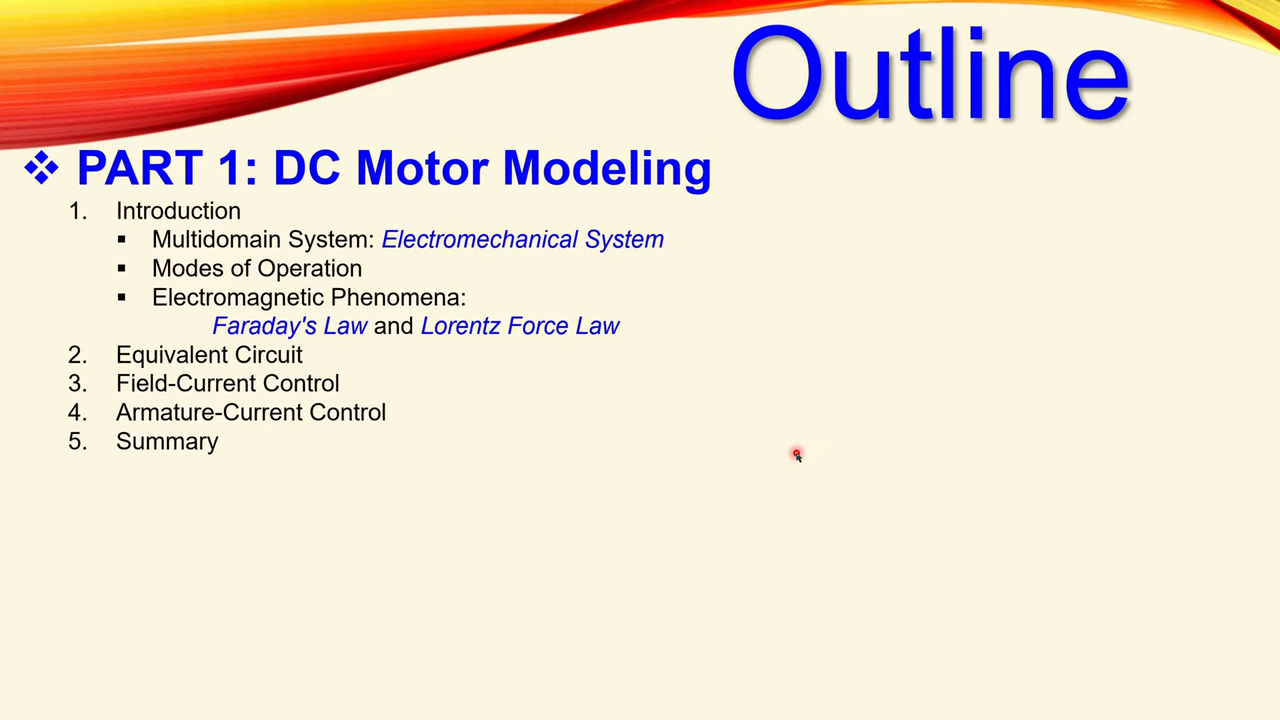 Outline
❖ PART 1: DC Motor Modeling
1. Introduction
▪ Multidomain System: Electromechanical System
▪ Modes of Operation
▪ Electromagnetic Phenomena:
Faraday's Law and Lorentz Force Law
2. Equivalent Circuit
3. Field-Current Control
4. Armature-Current Control
5. Summary